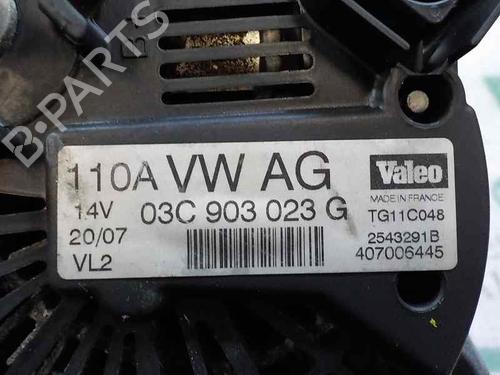 B-PARTS
110A VW AG
Valeo
MADE IN FRANCE
14V
03C 903 023 G
TG11C048
20/07
2543291B
VL2
407006445